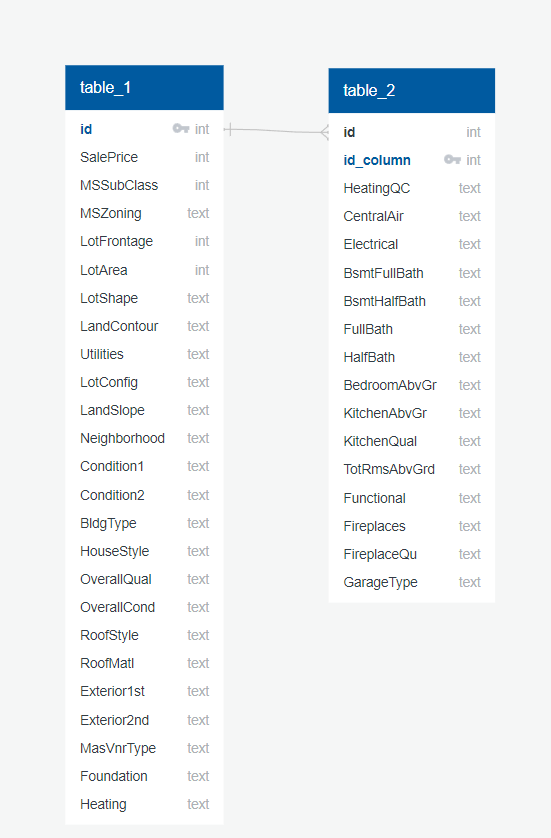 table_1
id int
SalePrice int
MSSubClass int
MSZoning text
LotFrontage int
LotArea int
LotShape text
LandContour text
Utilities text
LotConfig text
LandSlope text
Neighborhood text
Condition1 text
Condition2 text
BldgType text
HouseStyle text
OverallQual text
OverallCond text
RoofStyle text
RoofMatl text
Exterior1st text
Exterior2nd text
MasVnrType text
Foundation text
Heating text
table_2
id int
id_column int
HeatingQC text
CentralAir text
Electrical text
BsmtFullBath text
BsmtHalfBath text
FullBath text
HalfBath text
BedroomAbvGr text
KitchenAbvGr text
KitchenQual text
TotRmsAbvGrd text
Functional text
Fireplaces text
FireplaceQu text
GarageType text